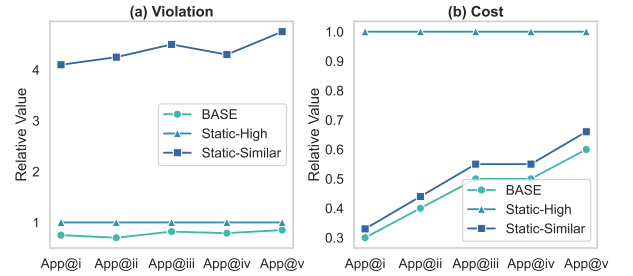 (a) Violation
Relative Value
4
3
2
1
BASE
Static-High
Static-Similar
App@i App@ii App@iii App@iv App@v
(b) Cost
Relative Value
1.0
0.9
0.8
0.7
0.6
0.5
0.4
0.3
BASE
Static-High
Static-Similar
App@i App@ii App@iii App@iv App@v